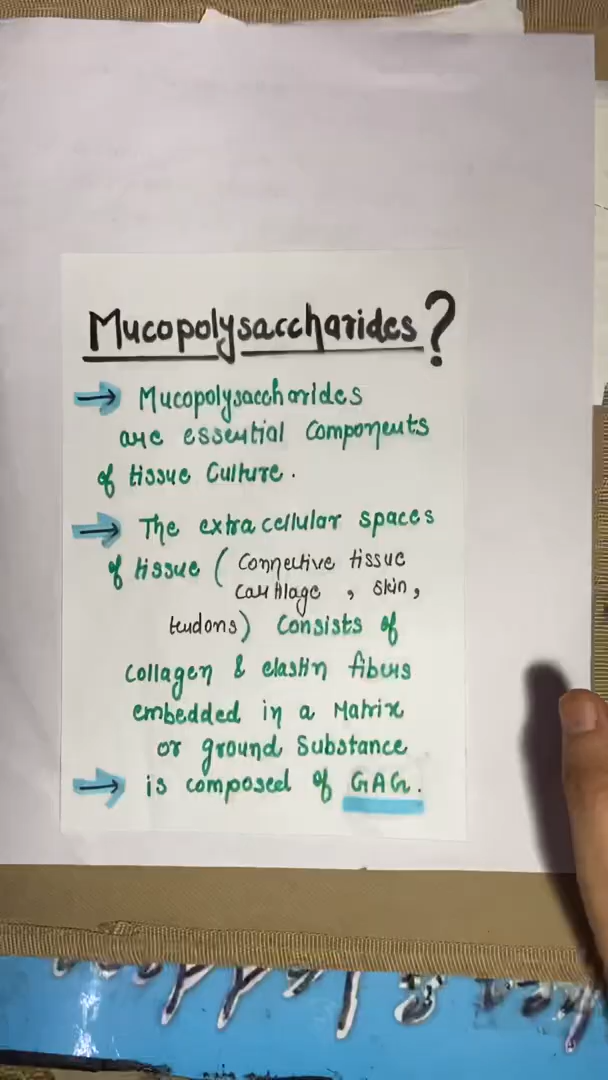 Mucopolysaccharides?
→ Mucopolysaccharides
are essential components
of tissue Culture.
→ The extracellular spaces
of tissue ( Connective tissue
cartilage, skin,
tendons) Consists of
Collagen & elastin fibers
embedded in a Matrix
or ground Substance
→ is composed of GAG.